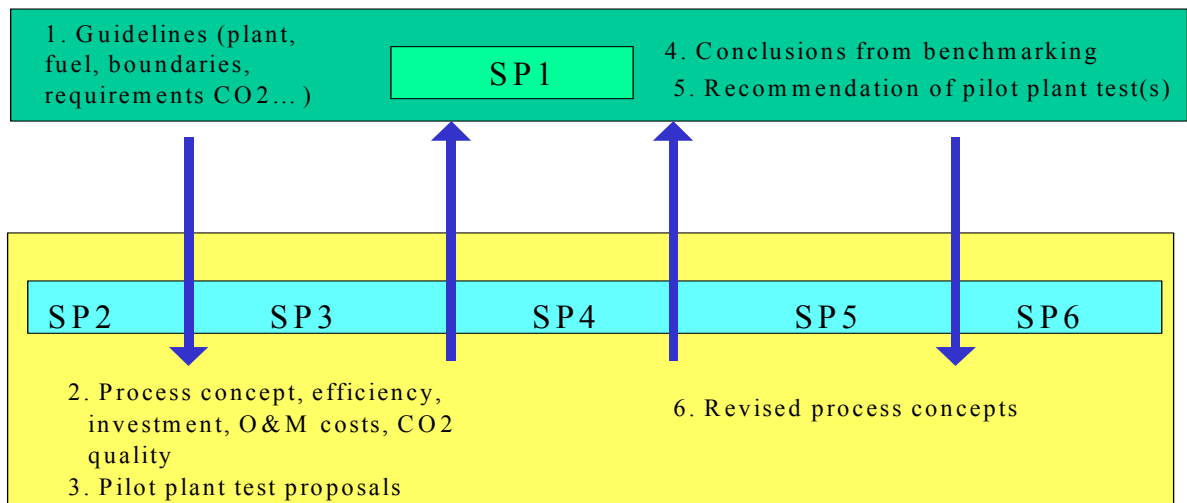 1. Guidelines (plant,
fuel, boundaries,
requirements CO2...)
SP1
4. Conclusions from benchmarking
5. Recommendation of pilot plant test(s)
SP2
SP3
SP4
SP5
SP6
2. Process concept, efficiency,
investment, O&M costs, CO2
quality
3. Pilot plant test proposals
6. Revised process concepts